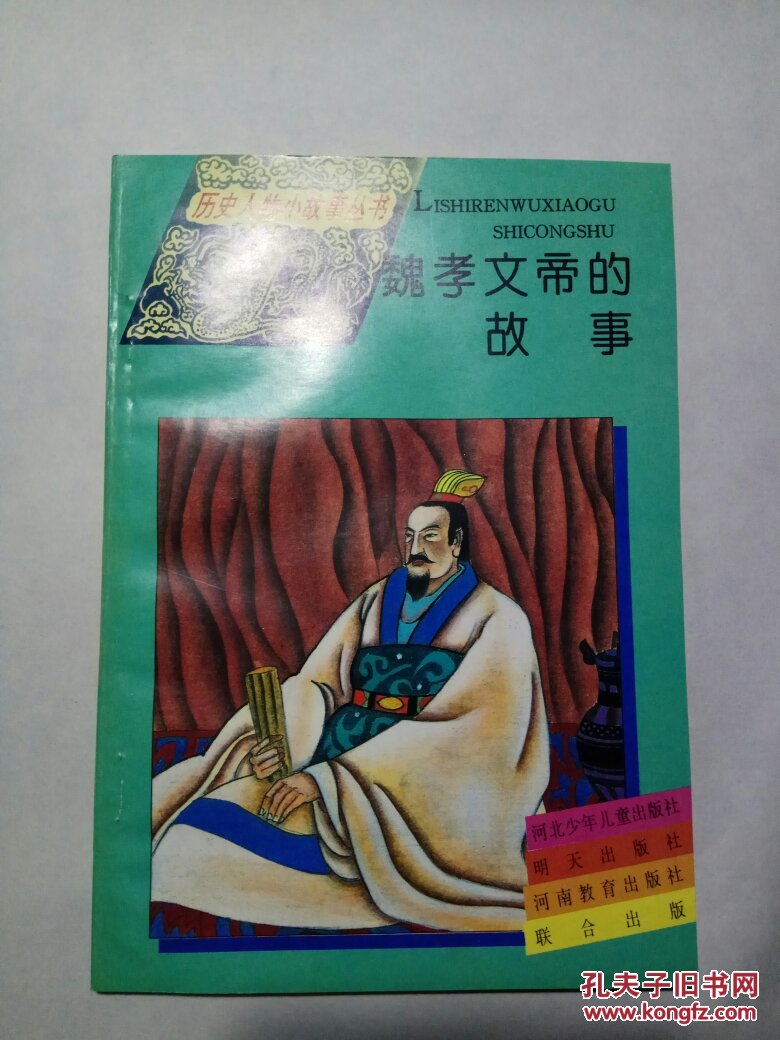 历史人物小故事丛书
LISHIRENWUXIAOGU
SHICONGSHU
魏孝文帝的
故事
河北少年儿童出版社
明天出版社
河南教育出版社
联合出版
孔夫子旧书网
www.kongfz.com